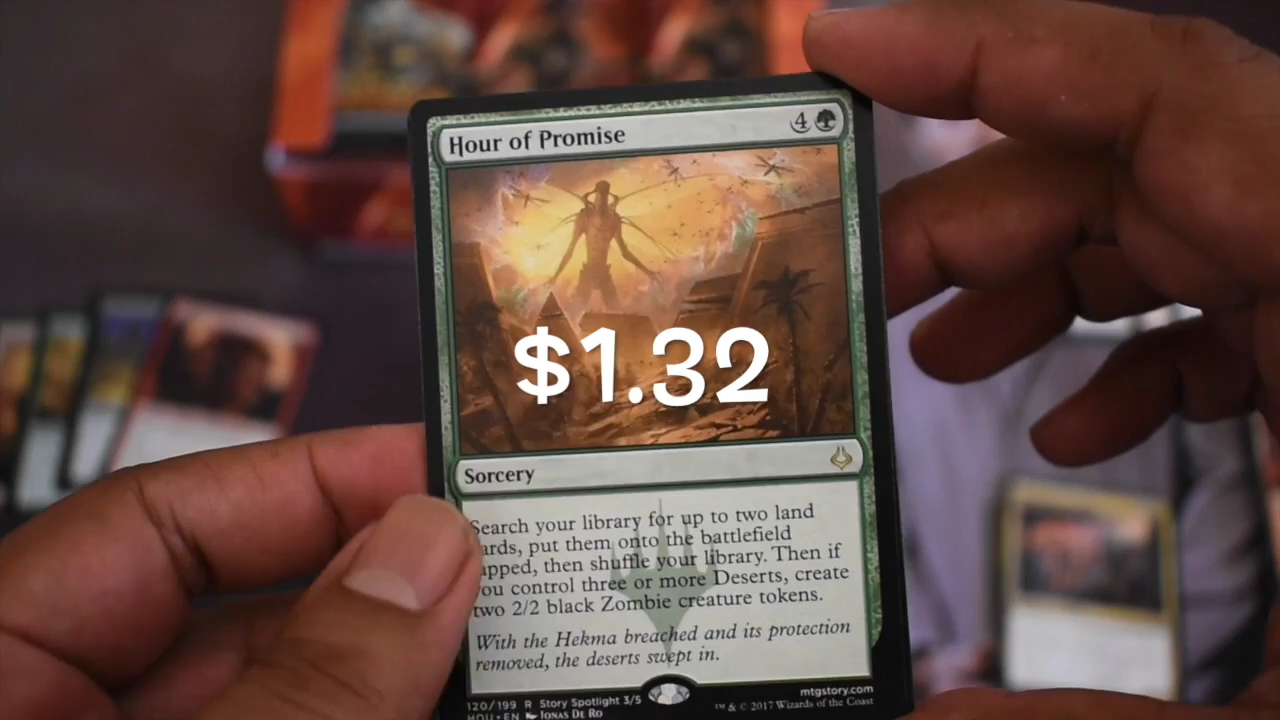 Hour of Promise
4
$1.32
Sorcery
Search your library for up to two land
ards, put them onto the battlefield
apped, then shuffle your library. Then if
you control three or more Deserts, create
two 2/2 black Zombie creature tokens.
With the Hekma breached and its protection
removed, the deserts swept in.
120/199 R Story Spotlight 3/5
mtgstory.com
HOU • EN Jonas De Ro
™ & © 2017 Wizards of the Coast